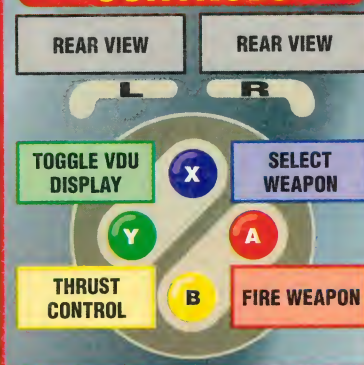 REAR VIEW
REAR VIEW
L
R
TOGGLE VDU
DISPLAY
X
SELECT
WEAPON
Y
A
THRUST
CONTROL
B
FIRE WEAPON